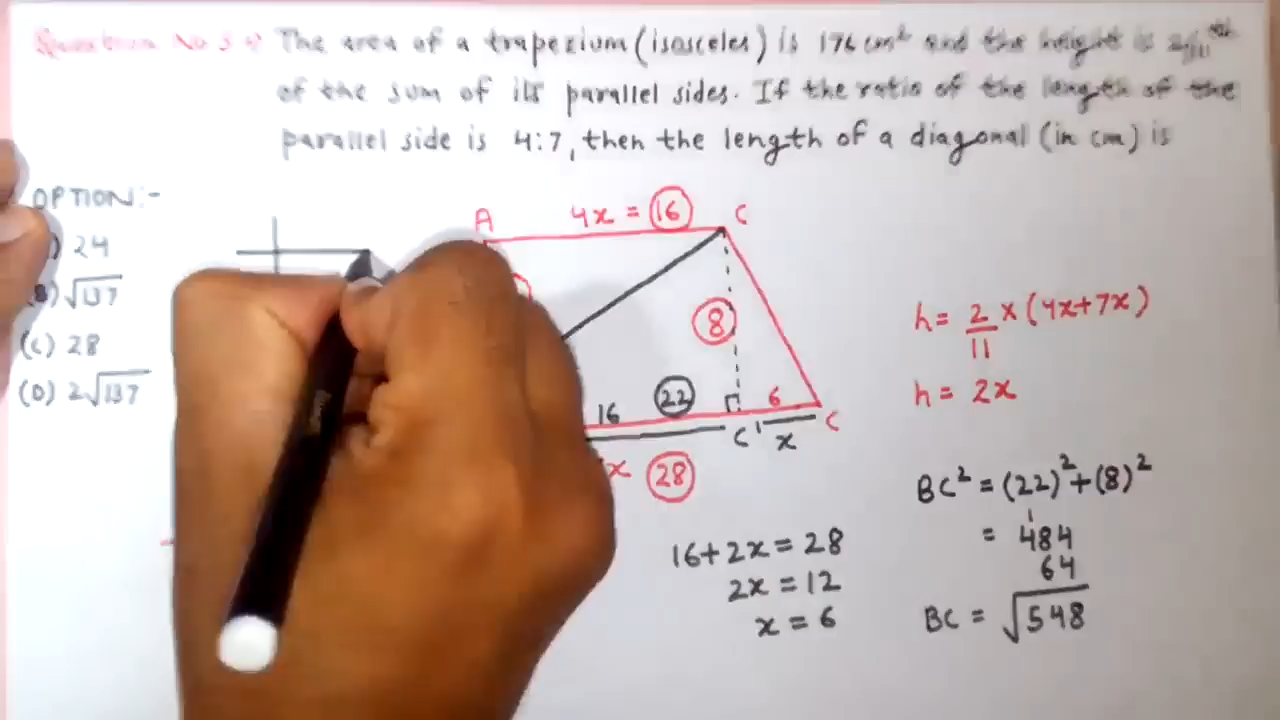 Question No 54 The area of a trapezium (isosceles) is 176 cm² and the height is 2/11th
of the sum of its parallel sides. If the ratio of the length of the
parallel side is 4:7, then the length of a diagonal (in cm) is
OPTION:-
) 24
(B) √137
(C) 28
(D) 2√137
A
4x = 16
C
8
16
22
6
C'
x
C
x 28
h = 2/11 × (4x+7x)
h = 2x
16+2x = 28
2x = 12
x = 6
BC² = (22)² + (8)²
1
= 484
64
BC = √548